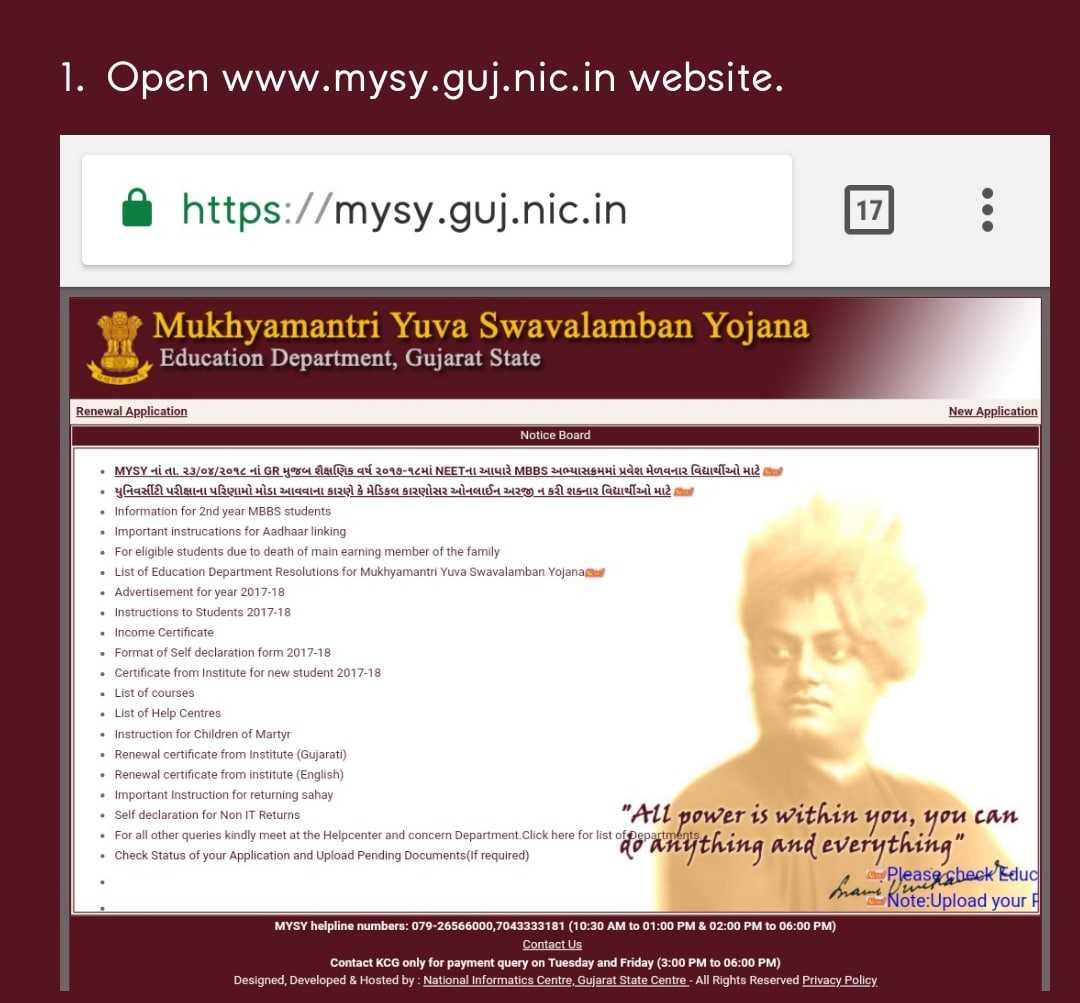 1. Open www.mysy.guj.nic.in website.
https://mysy.guj.nic.in
17
Mukhyamantri Yuva Swavalamban Yojana
Education Department, Gujarat State
Renewal Application
New Application
Notice Board
MYSY નાં તા. ૨૩/૦૪/૨૦૧૮ નાં GR મુજબ શૈક્ષણિક વર્ષ ૨૦૧૭-૧૮માં NEETના આધારે MBBS અભ્યાસક્રમમાં પ્રવેશ મેળવનાર વિદ્યાર્થીઓ માટે
યુનિવર્સીટી પરીક્ષાના પરિણામો મોડા આવવાના કારણે કે મેડિકલ કારણોસર ઓનલાઈન અરજી ન કરી શકનાર વિદ્યાર્થીઓ માટે
Information for 2nd year MBBS students
Important instrucations for Aadhaar linking
For eligible students due to death of main earning member of the family
List of Education Department Resolutions for Mukhyamantri Yuva Swavalamban Yojana
Advertisement for year 2017-18
Instructions to Students 2017-18
Income Certificate
Format of Self declaration form 2017-18
Certificate from Institute for new student 2017-18
List of courses
List of Help Centres
Instruction for Children of Martyr
Renewal certificate from Institute (Gujarati)
Renewal certificate from institute (English)
Important Instruction for returning sahay
Self declaration for Non IT Returns
For all other queries kindly meet at the Helpcenter and concern Department.Click here for list of Departments.
Check Status of your Application and Upload Pending Documents(If required)
"All power is within you, you can
do anything and everything"
Please check Educ
Note:Upload your
MYSY helpline numbers: 079-26566000,7043333181 (10:30 AM to 01:00 PM & 02:00 PM to 06:00 PM)
Contact Us
Contact KCG only for payment query on Tuesday and Friday (3:00 PM to 06:00 PM)
Designed, Developed & Hosted by : National Informatics Centre, Gujarat State Centre - All Rights Reserved Privacy Policy